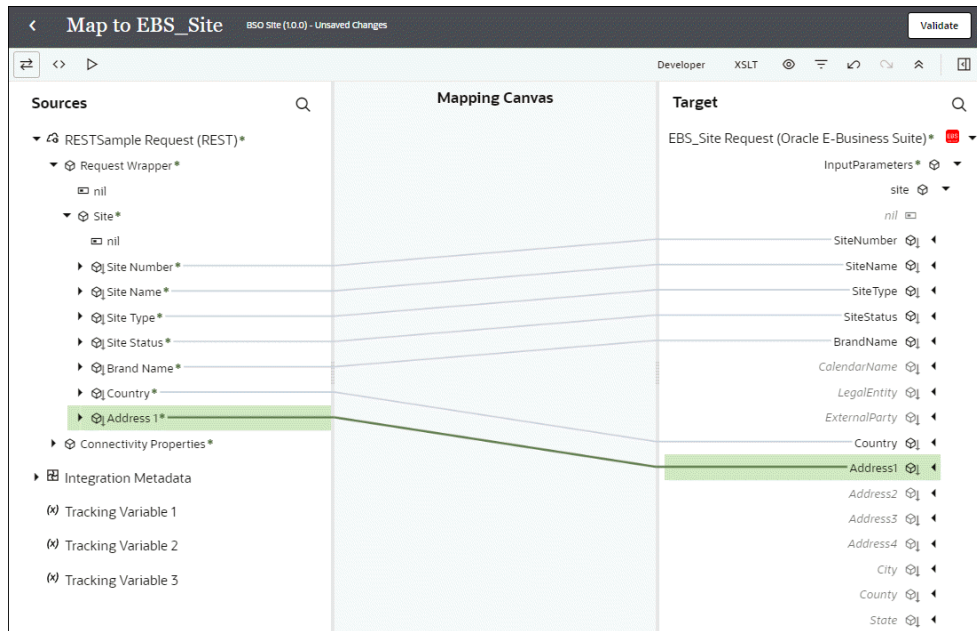 Map to EBS_Site BSO Site (1.0.0) - Unsaved Changes Validate
Developer XSLT
Sources
RESTSample Request (REST)*
Request Wrapper*
nil
Site*
nil
Site Number*
Site Name*
Site Type*
Site Status*
Brand Name*
Country*
Address 1*
Connectivity Properties*
Integration Metadata
(x) Tracking Variable 1
(x) Tracking Variable 2
(x) Tracking Variable 3
Mapping Canvas
Target
EBS_Site Request (Oracle E-Business Suite)* EBS
InputParameters*
site
nil
SiteNumber
SiteName
SiteType
SiteStatus
BrandName
CalendarName
LegalEntity
ExternalParty
Country
Address1
Address2
Address3
Address4
City
County
State